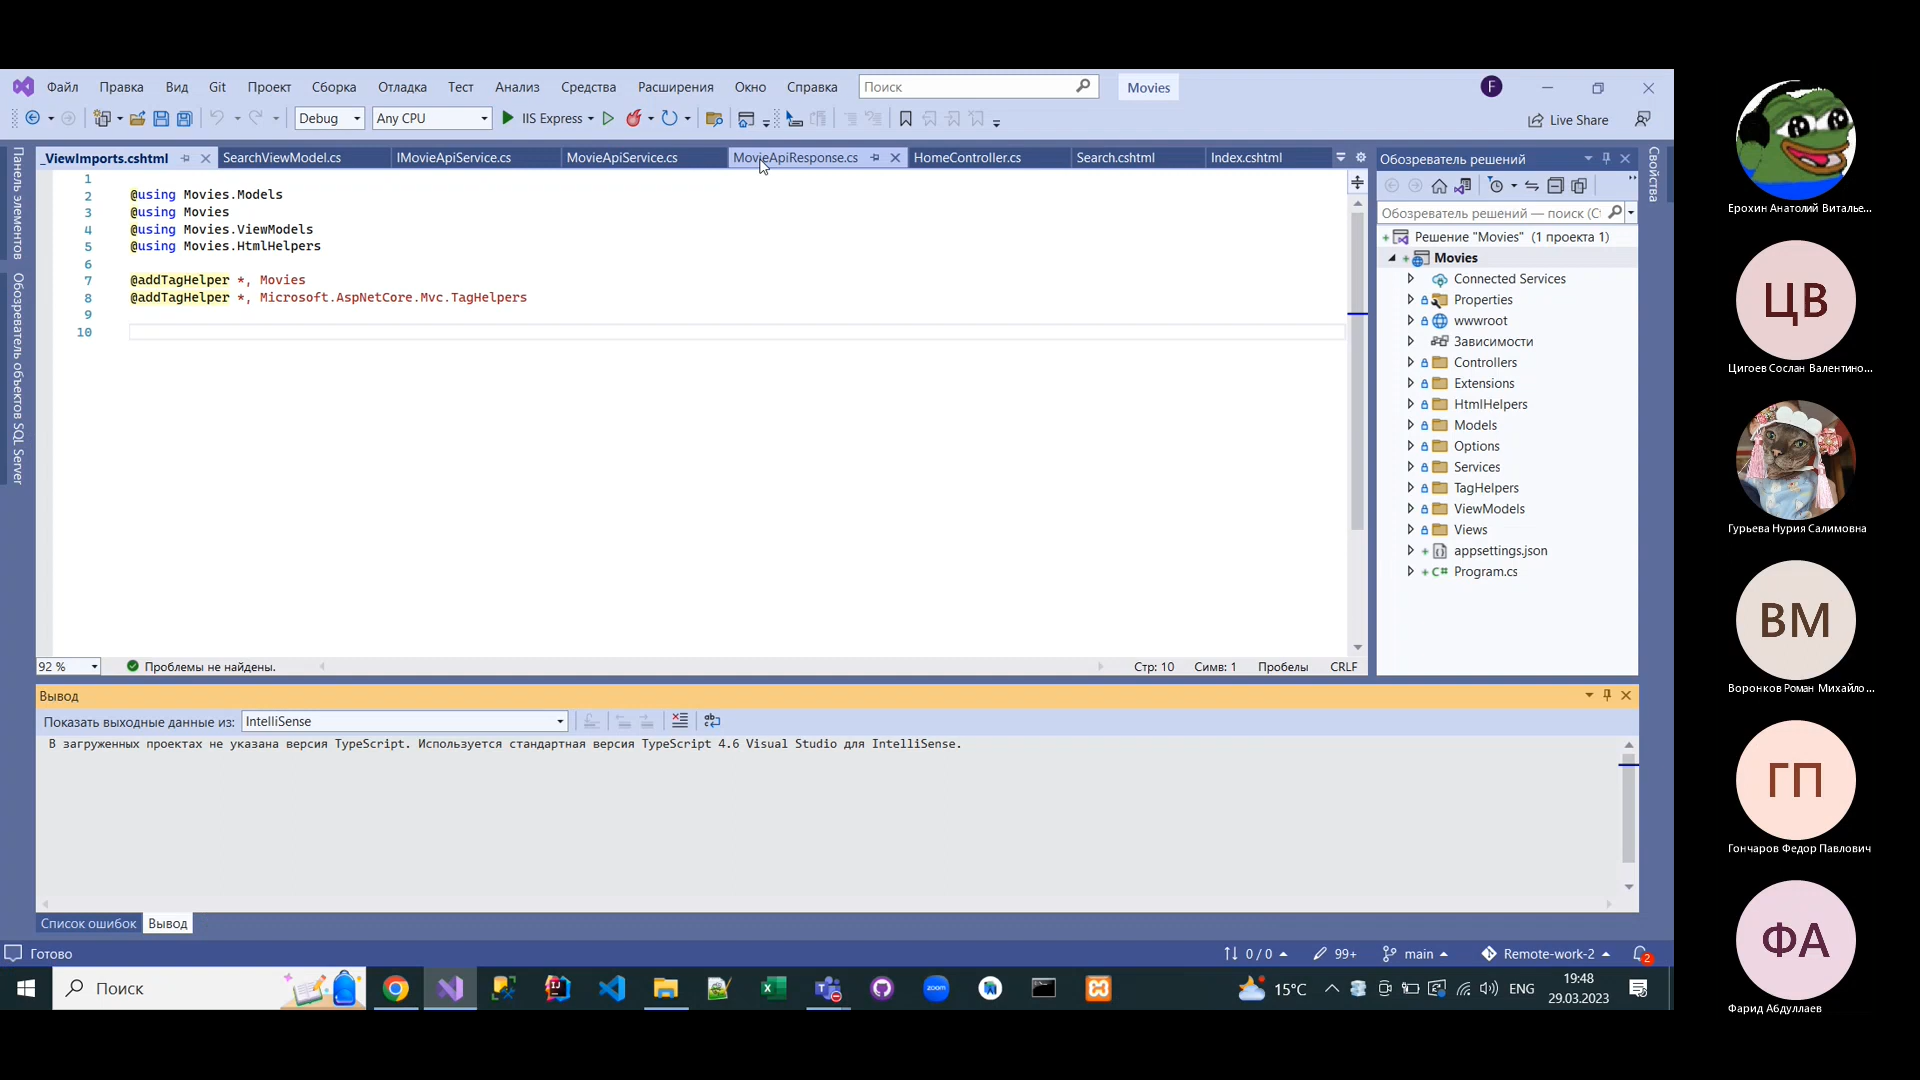 Файл Правка Вид Git Проект Сборка Отладка Тест Анализ Средства Расширения Окно Справка Поиск Movies F
Debug Any CPU IIS Express Live Share
_ViewImports.cshtml SearchViewModel.cs IMovieApiService.cs MovieApiService.cs MovieApiResponse.cs HomeController.cs Search.cshtml Index.cshtml
Панель элементов
Обозреватель объектов SQL Server
1
2 @using Movies.Models
3 @using Movies
4 @using Movies.ViewModels
5 @using Movies.HtmlHelpers
6
7 @addTagHelper *, Movies
8 @addTagHelper *, Microsoft.AspNetCore.Mvc.TagHelpers
9
10
92 % Проблемы не найдены. Стр: 10 Симв: 1 Пробелы CRLF
Обозреватель решений
Обозреватель решений — поиск (С
Решение "Movies" (1 проекта 1)
Movies
Connected Services
Properties
wwwroot
Зависимости
Controllers
Extensions
HtmlHelpers
Models
Options
Services
TagHelpers
ViewModels
Views
appsettings.json
C# Program.cs
Свойства
Вывод
Показать выходные данные из: IntelliSense
В загруженных проектах не указана версия TypeScript. Используется стандартная версия TypeScript 4.6 Visual Studio для IntelliSense.
Список ошибок Вывод
Готово 0 / 0 99+ main Remote-work-2 2
Поиск zoom 15°C ENG 19:48
29.03.2023
Ерохин Анатолий Виталье...
ЦВ
Цигоев Сослан Валентино...
Гурьева Нурия Салимовна
ВМ
Воронков Роман Михайло...
ГП
Гончаров Федор Павлович
ФА
Фарид Абдуллаев